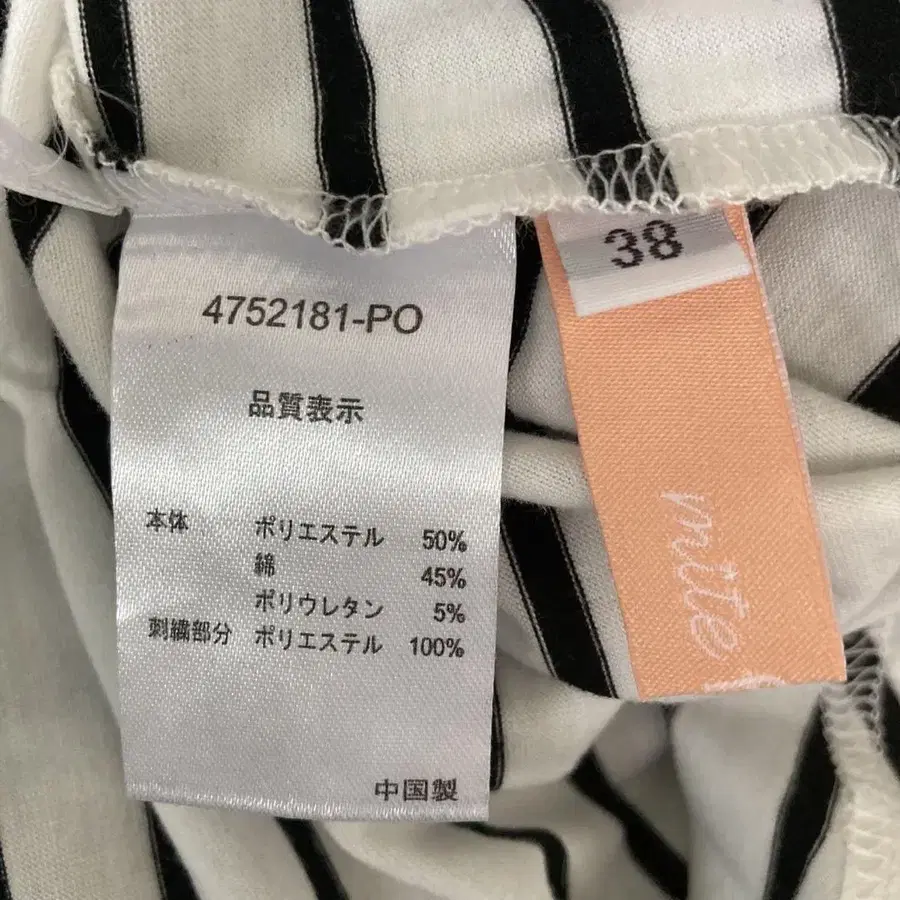 4752181-PO
品質表示
本体 ポリエステル 50%
綿 45%
ポリウレタン 5%
刺繍部分 ポリエステル 100%
中国製
38